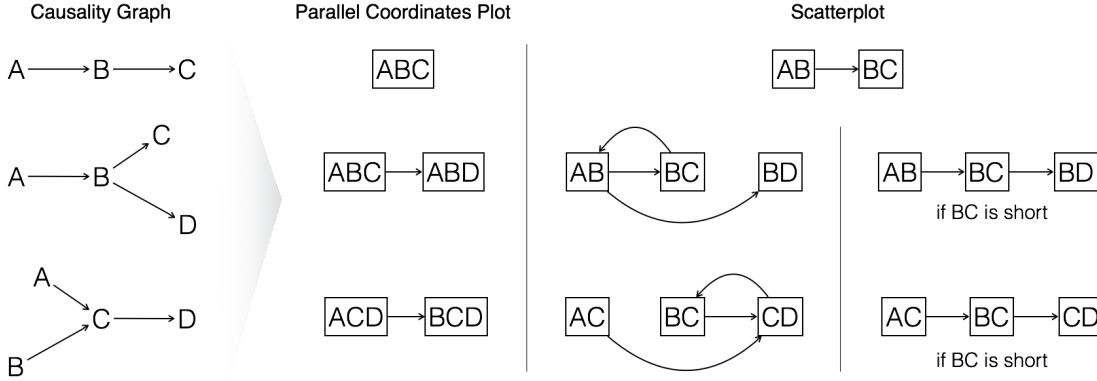 Causality Graph Parallel Coordinates Plot Scatterplot
A B C ABC AB BC
C
A B ABC ABD AB BC BD AB BC BD
if BC is short
D
A
C D ACD BCD AC BC CD AC BC CD
if BC is short
B